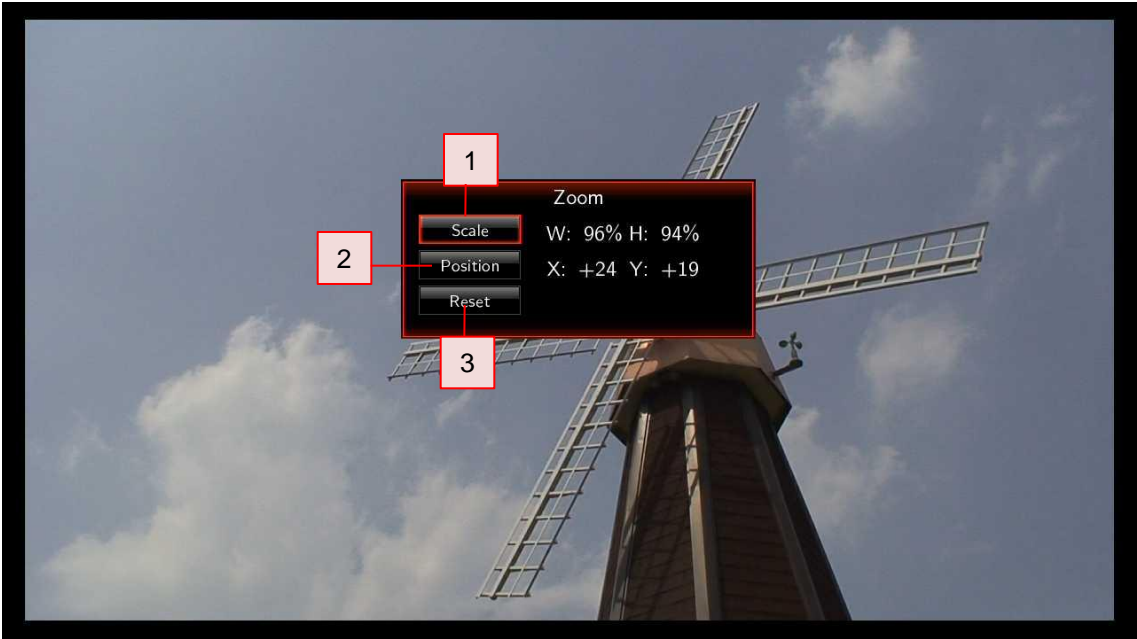 1
Zoom
Scale W: 96% H: 94%
2
Position X: +24 Y: +19
Reset
3